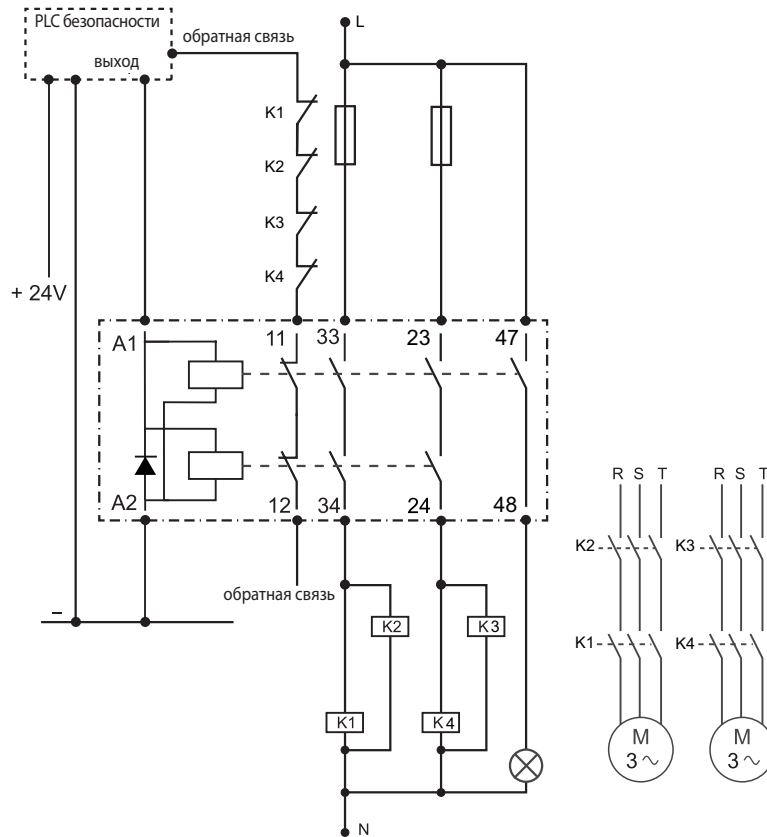 PLC безопасности
выход
обратная связь
L
K1
K2
K3
K4
+ 24V
A1
11
33
23
47
A2
12
34
24
48
–
обратная связь
K2
K3
K1
K4
N
R S T
R S T
K2
K3
K1
K4
M
3 ~
M
3 ~